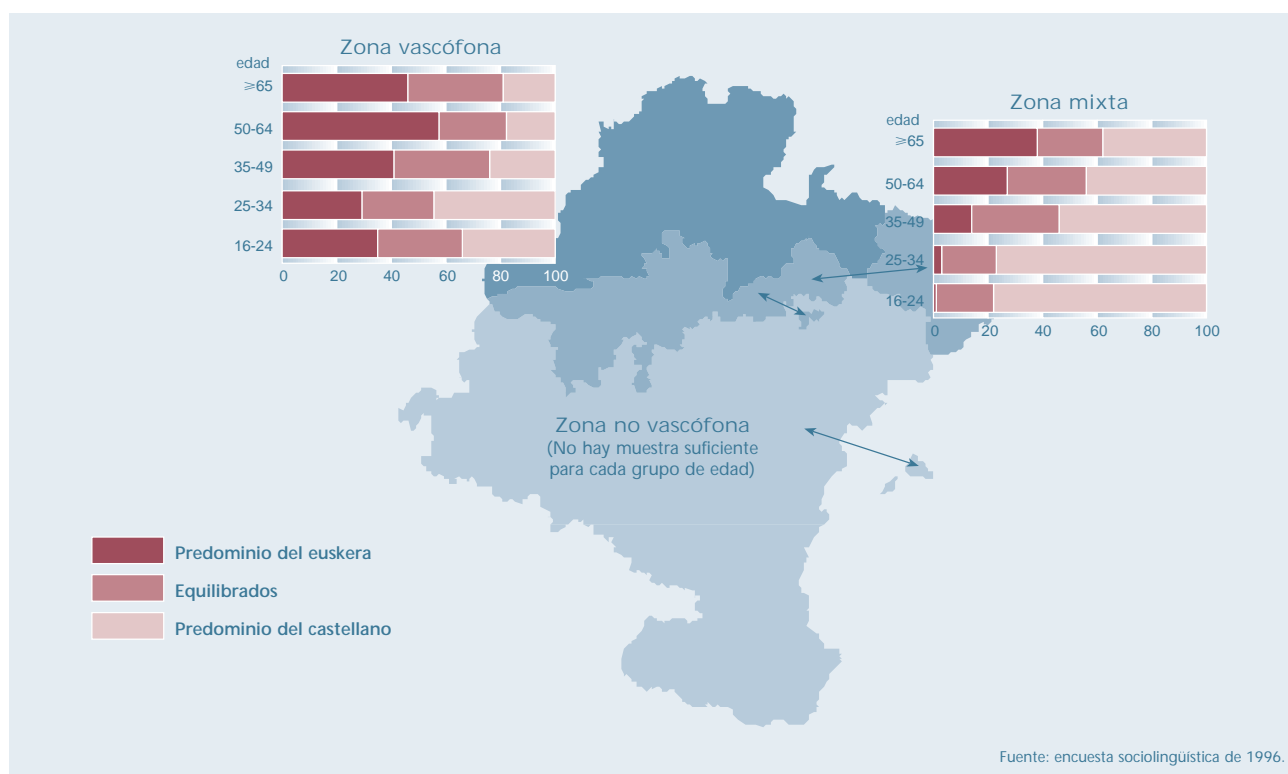 Zona vascófona
edad
≥65
50-64
35-49
25-34
16-24
0 20 40 60 80 100
Zona mixta
edad
≥65
50-64
35-49
25-34
16-24
0 20 40 60 80 100
Zona no vascófona
(No hay muestra suficiente
para cada grupo de edad)
Predominio del euskera
Equilibrados
Predominio del castellano
Fuente: encuesta sociolingüística de 1996.